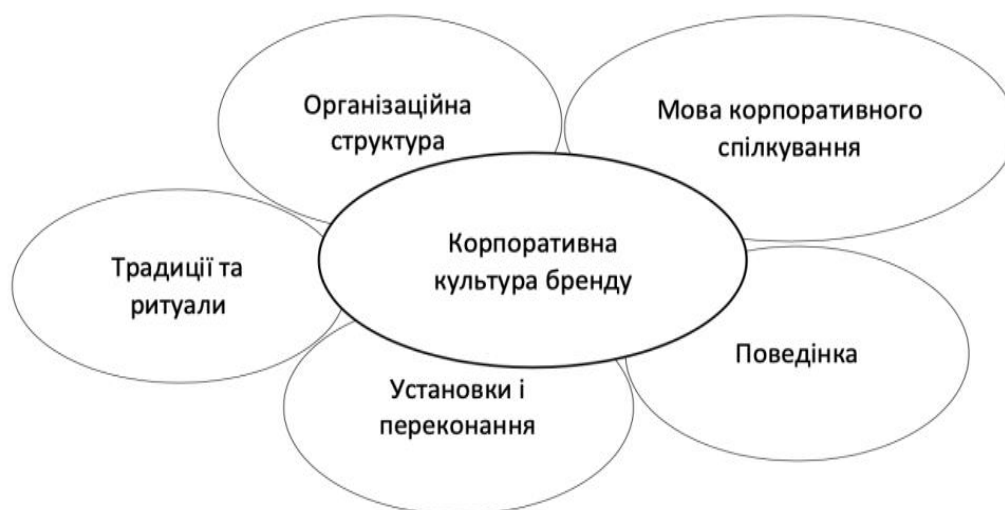 Організаційна
структура
Мова корпоративного
спілкування
Корпоративна
культура бренду
Традиції та
ритуали
Поведінка
Установки і
переконання